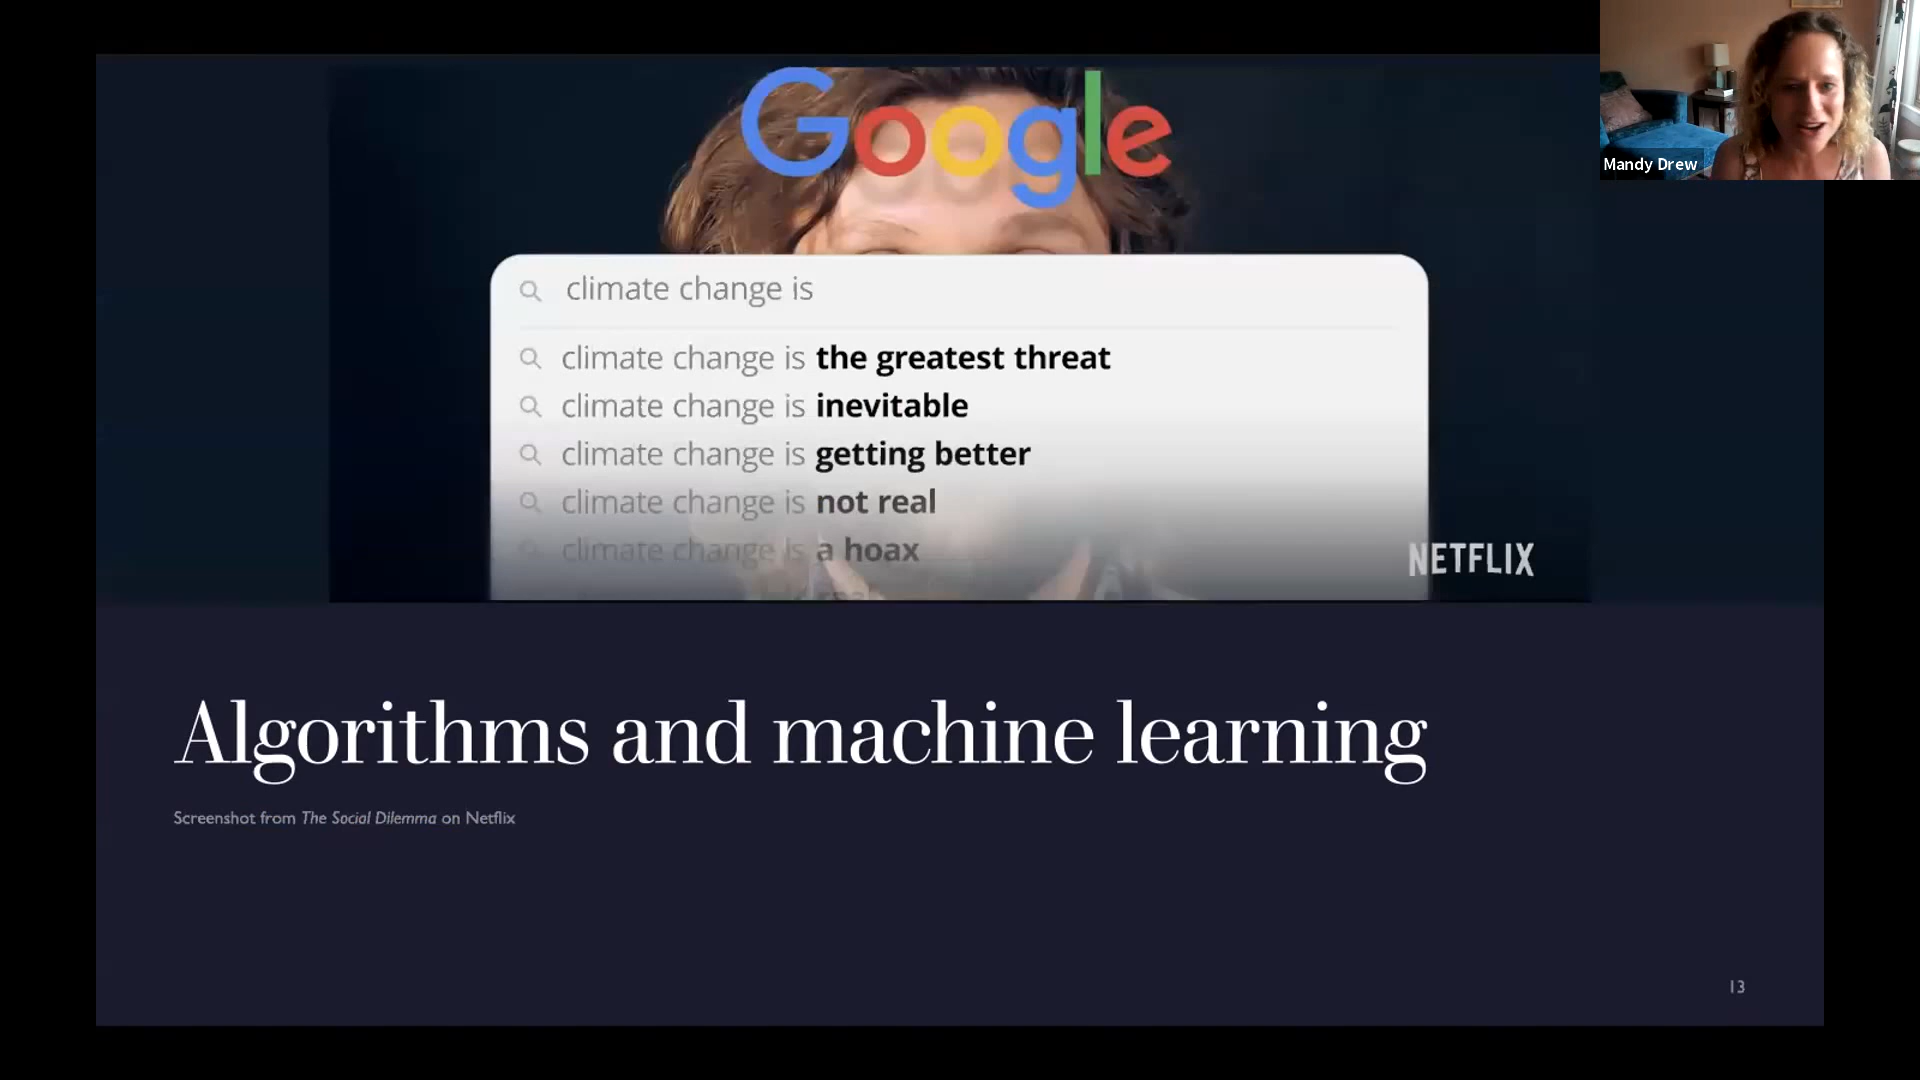 Google
climate change is
climate change is the greatest threat
climate change is inevitable
climate change is getting better
climate change is not real
climate change is a hoax
NETFLIX
Mandy Drew
Algorithms and machine learning
Screenshot from The Social Dilemma on Netflix
13